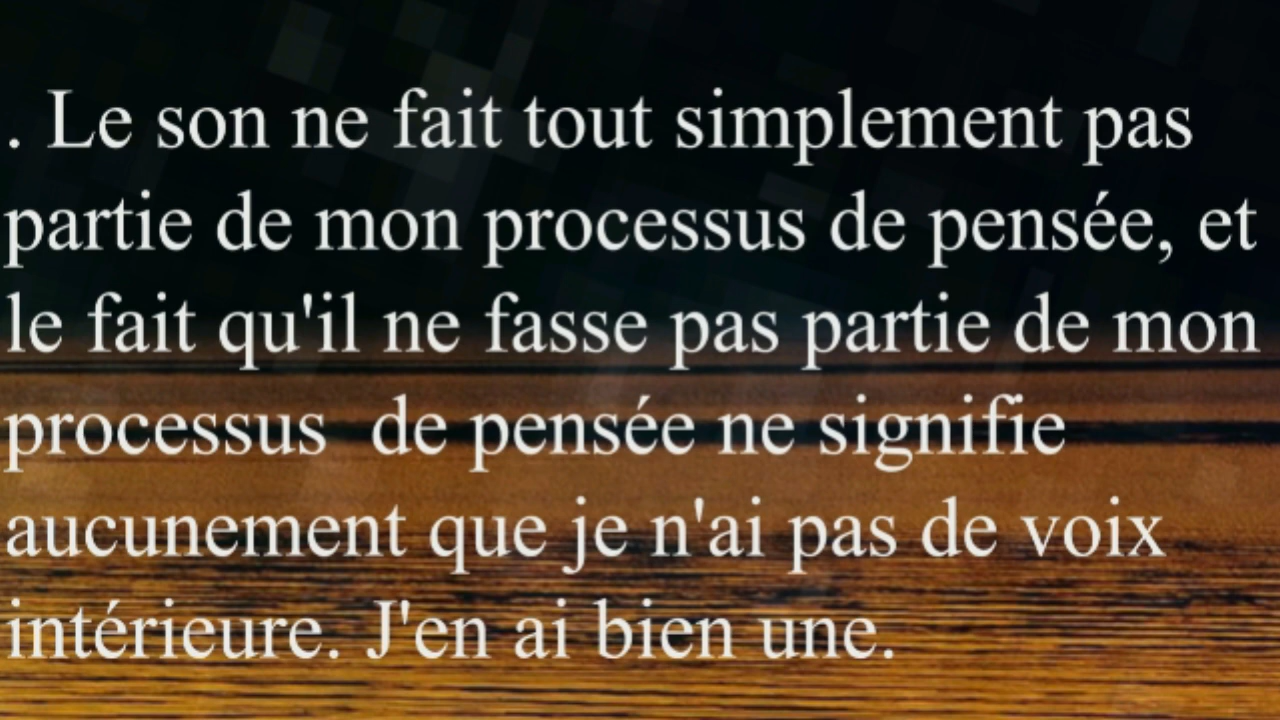 . Le son ne fait tout simplement pas
partie de mon processus de pensée, et
le fait qu'il ne fasse pas partie de mon
processus  de pensée ne signifie
aucunement que je n'ai pas de voix
intérieure. J'en ai bien une.